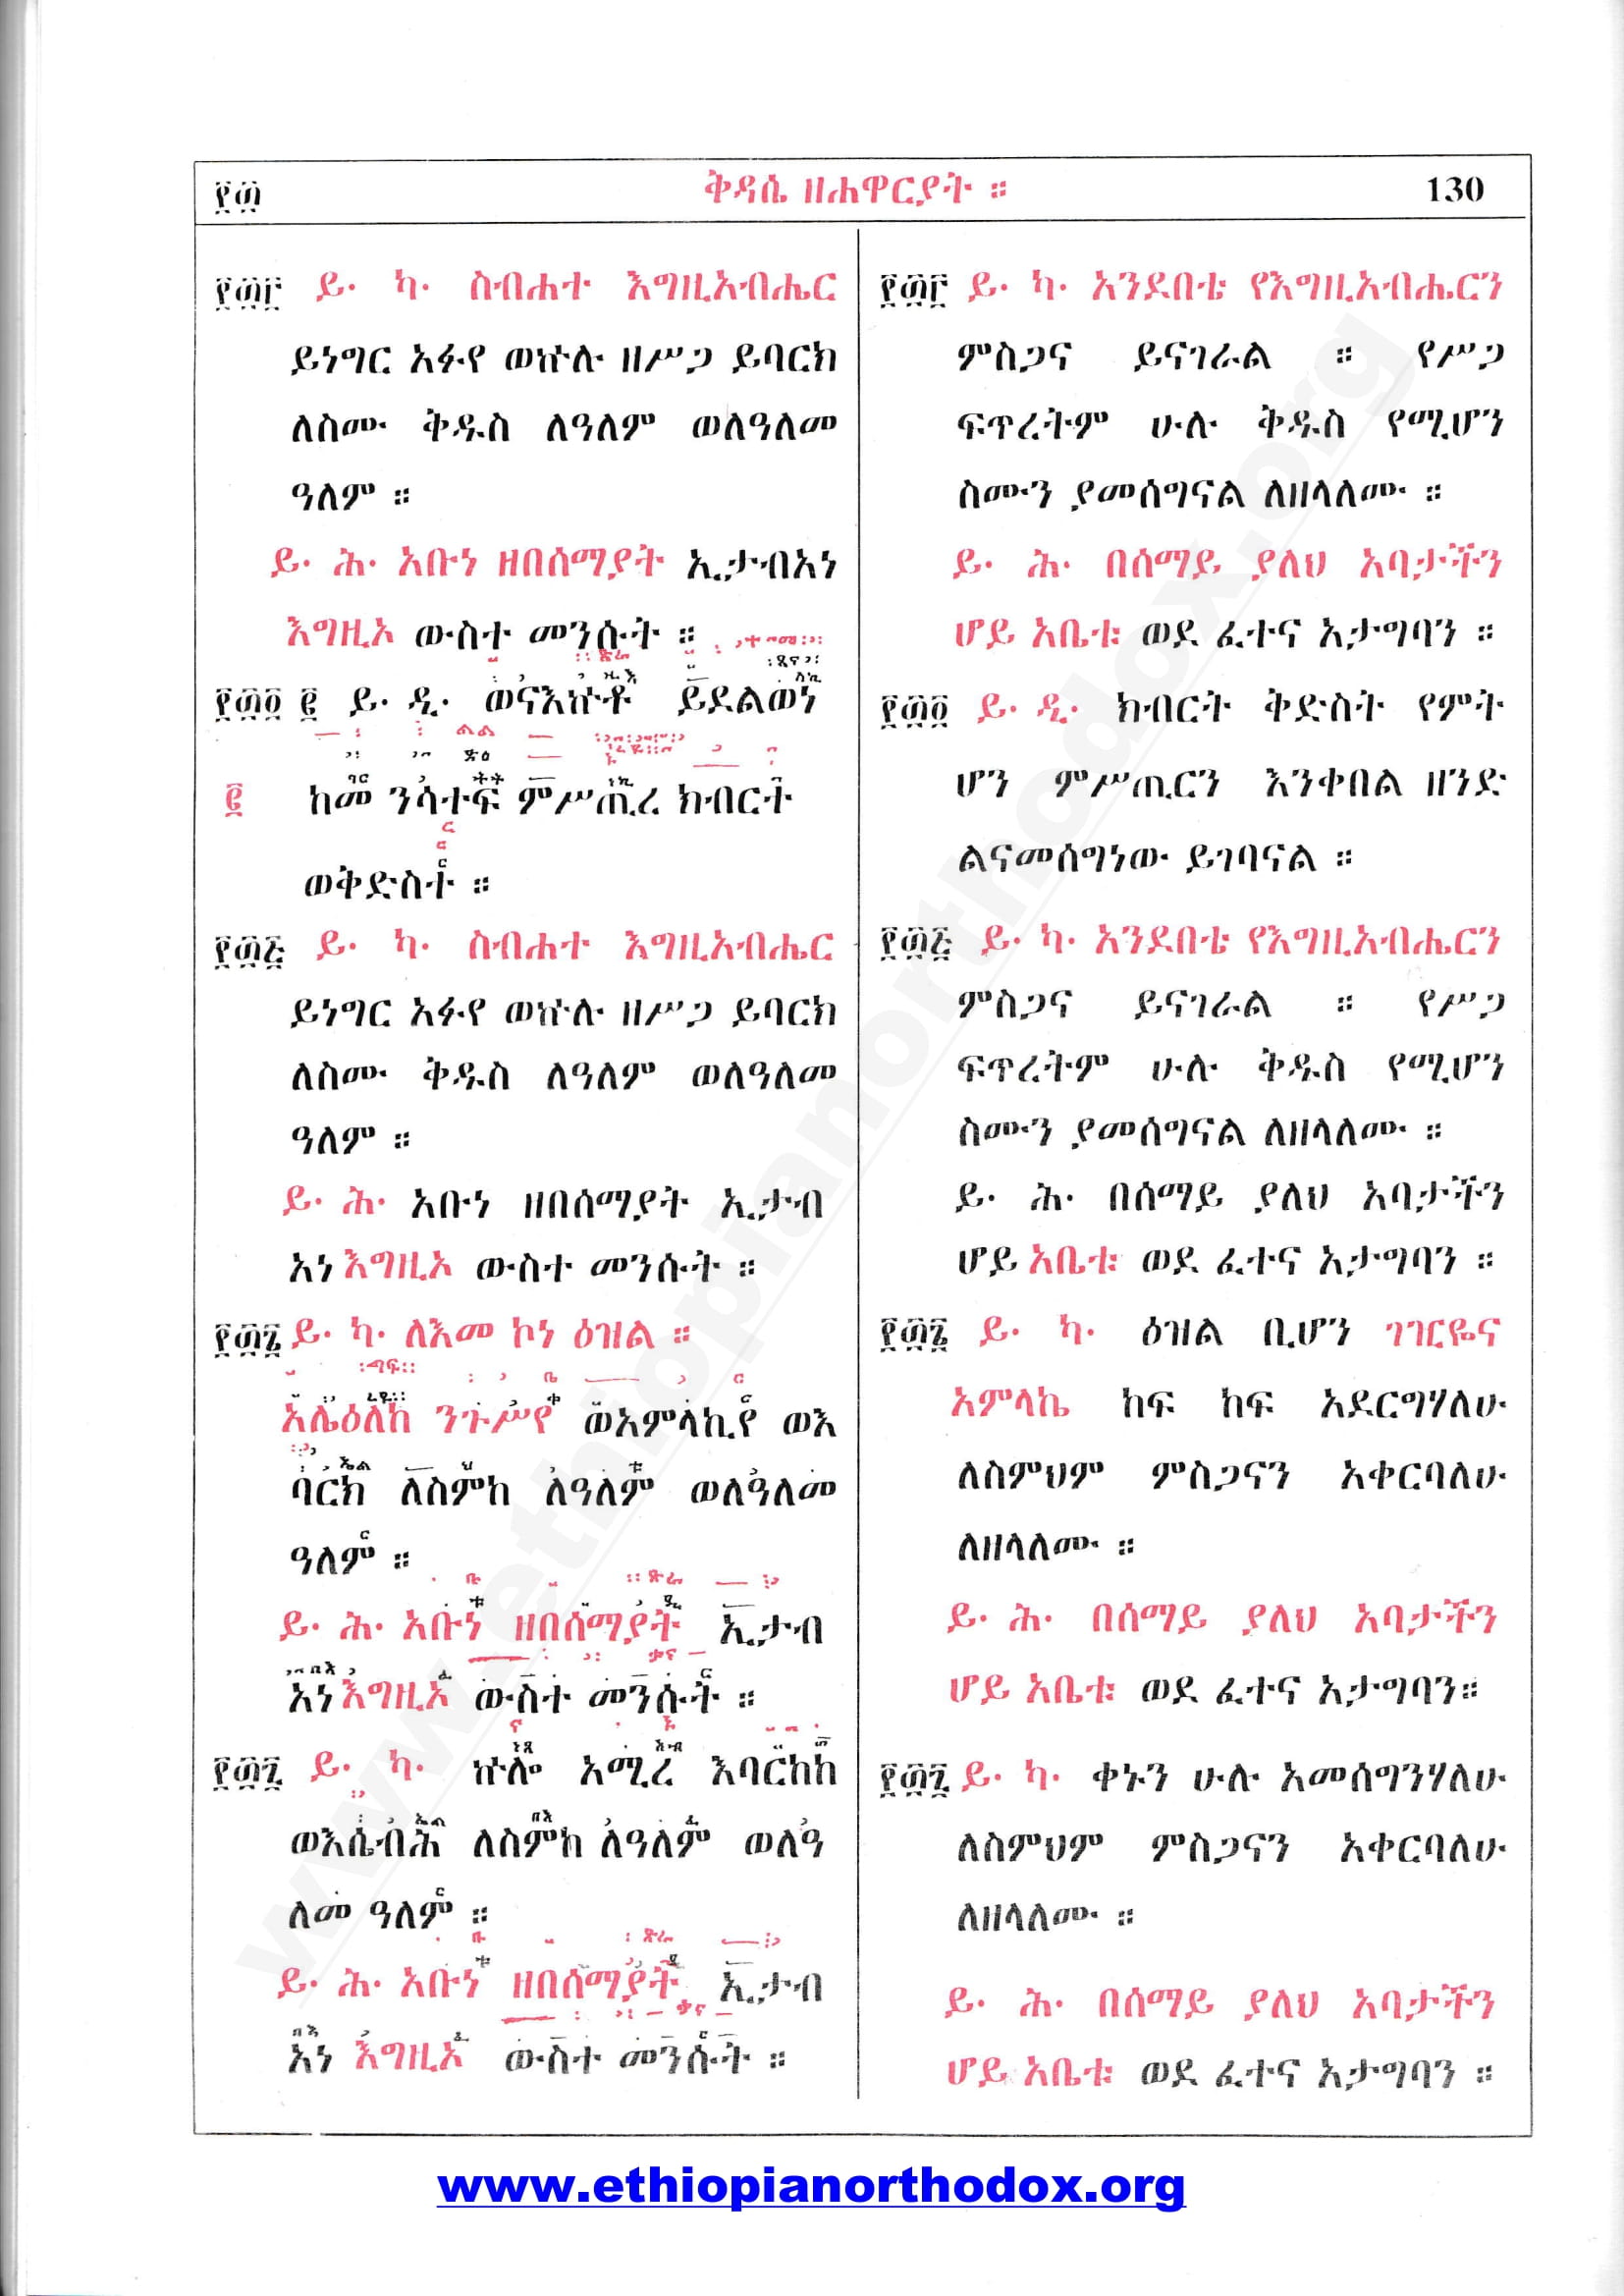 ፻፴
ቅዳሴ ዘሐዋርያት ።
130
፻፴፫ ይ· ካ· ስብሐተ እግዚአብሔር
ይነግር አፉየ ወኵሉ ዘሥጋ ይባርክ
ለስሙ ቅዱስ ለዓለም ወለዓለመ
ዓለም ።
ይ· ሕ· አቡነ ዘበሰማያት ኢታብአነ
እግዚኦ ውስተ መንሱት ።
፻፴፬ ፪ ይ· ዲ· ወናእኵቶ ይደልወነ
፪ ከመ ንሳተፍ ምሥጢረ ክብርት
ወቅድስት ።
፻፴፭ ይ· ካ· ስብሐተ እግዚአብሔር
ይነግር አፉየ ወኵሉ ዘሥጋ ይባርክ
ለስሙ ቅዱስ ለዓለም ወለዓለመ
ዓለም ።
ይ· ሕ· አቡነ ዘበሰማያት ኢታብ
አነ እግዚኦ ውስተ መንሱት ።
፻፴፮ ይ· ካ· ለእመ ኮነ ዕዝል ።
አሌዕለከ ንጉሥየ ወአምላኪየ ወእ
ባርክ ለስምከ ለዓለም ወለዓለመ
ዓለም ።
ይ· ሕ· አቡነ ዘበሰማያት ኢታብ
አነ እግዚኦ ውስተ መንሱት ።
፻፴፯ ይ· ካ· ኵሎ አሚረ እባርከከ
ወእሴብሕ ለስምከ ለዓለም ወለዓ
ለመ ዓለም ።
ይ· ሕ· አቡነ ዘበሰማያት ኢታብ
አነ እግዚኦ ውስተ መንሱት ።
፻፴፫ ይ· ካ· አንደበቴ የእግዚአብሔርን
ምስጋና ይናገራል ። የሥጋ
ፍጥረትም ሁሉ ቅዱስ የሚሆን
ስሙን ያመሰግናል ለዘላለሙ ።
ይ· ሕ· በሰማይ ያለህ አባታችን
ሆይ አቤቱ ወደ ፈተና አታግባን ።
፻፴፬ ይ· ዲ· ክብርት ቅድስት የምት
ሆን ምሥጢርን እንቀበል ዘንድ
ልናመሰግነው ይገባናል ።
፻፴፭ ይ· ካ· አንደበቴ የእግዚአብሔርን
ምስጋና ይናገራል ። የሥጋ
ፍጥረትም ሁሉ ቅዱስ የሚሆን
ስሙን ያመሰግናል ለዘላለሙ ።
ይ· ሕ· በሰማይ ያለህ አባታችን
ሆይ አቤቱ ወደ ፈተና አታግባን ።
፻፴፮ ይ· ካ· ዕዝል ቢሆን ገገርዬና
አምላኬ ከፍ ከፍ አደርግሃለሁ
ለስምህም ምስጋናን አቀርባለሁ
ለዘላለሙ ።
ይ· ሕ· በሰማይ ያለህ አባታችን
ሆይ አቤቱ ወደ ፈተና አታግባን።
፻፴፯ ይ· ካ· ቀኑን ሁሉ አመሰግንሃለሁ
ለስምህም ምስጋናን አቀርባለሁ
ለዘላለሙ ።
ይ· ሕ· በሰማይ ያለህ አባታችን
ሆይ አቤቱ ወደ ፈተና አታግባን ።
www.ethiopianorthodox.org
www.ethiopianorthodox.org